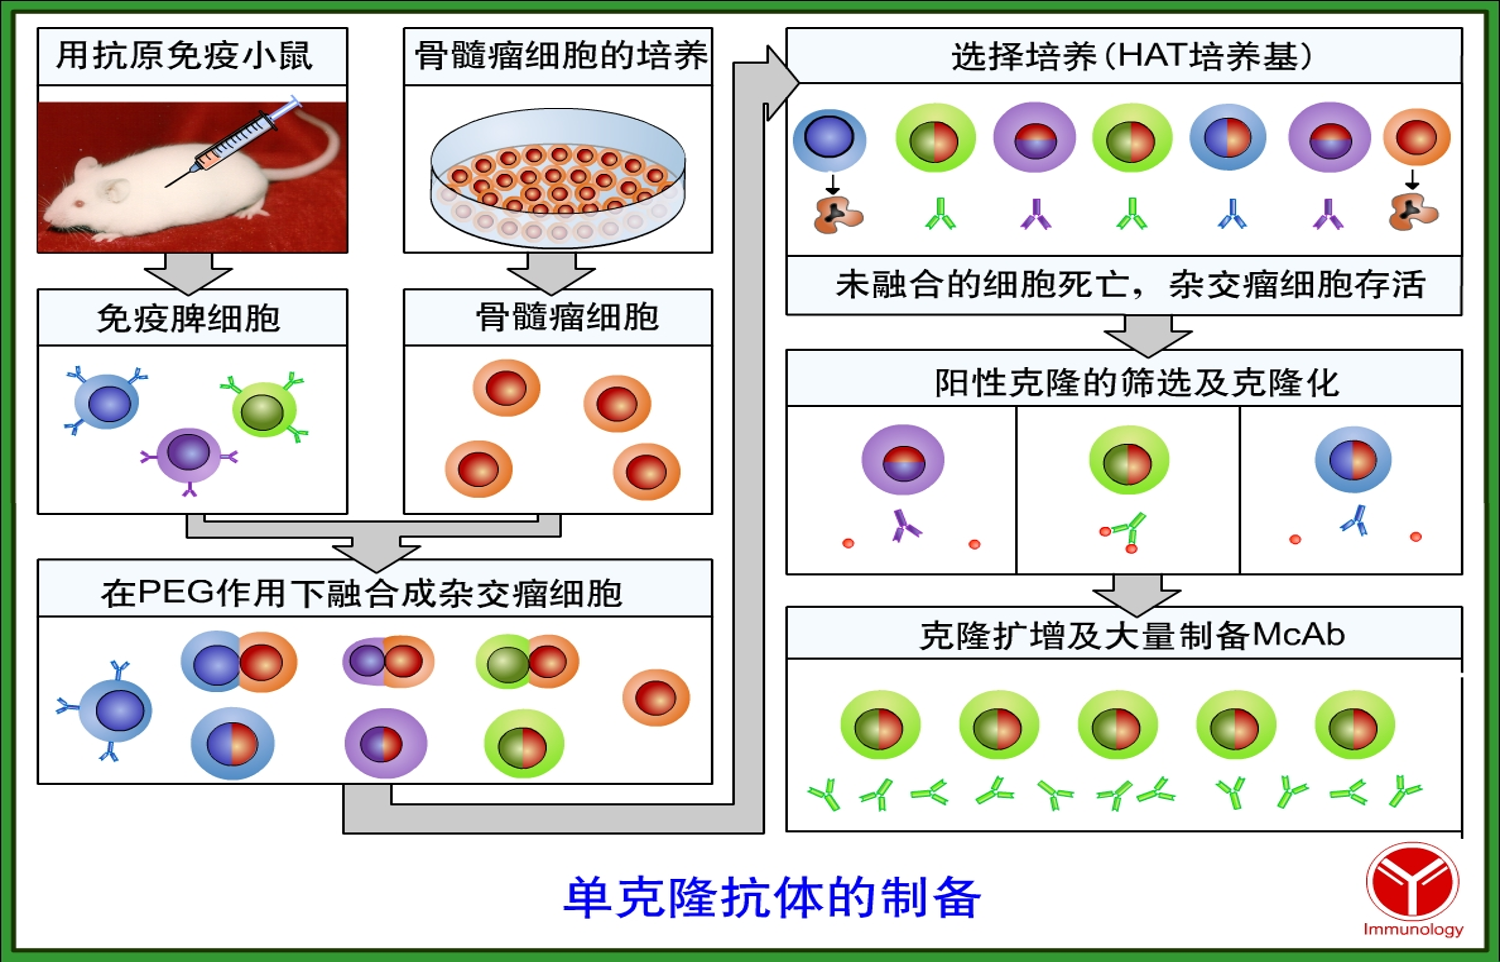 用抗原免疫小鼠
骨髓瘤细胞的培养
免疫脾细胞
骨髓瘤细胞
在PEG作用下融合成杂交瘤细胞
选择培养(HAT培养基)
未融合的细胞死亡，杂交瘤细胞存活
阳性克隆的筛选及克隆化
克隆扩增及大量制备McAb
单克隆抗体的制备
Immunology